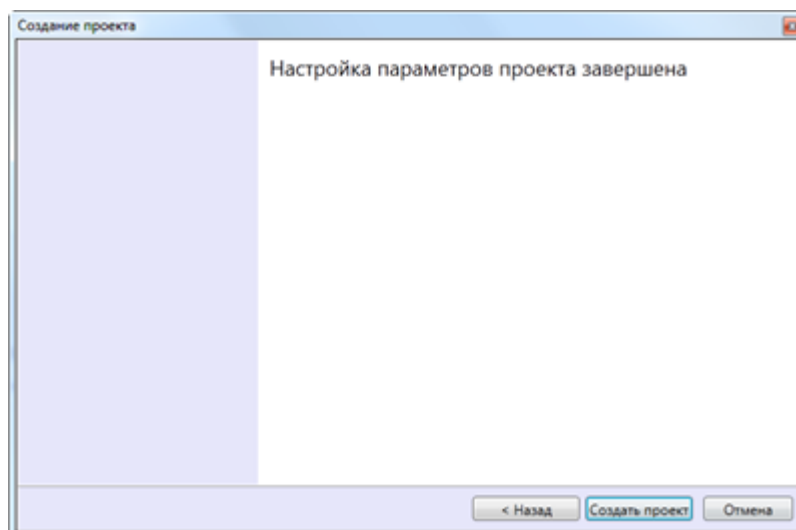 Создание проекта
Настройка параметров проекта завершена
< Назад
Создать проект
Отмена